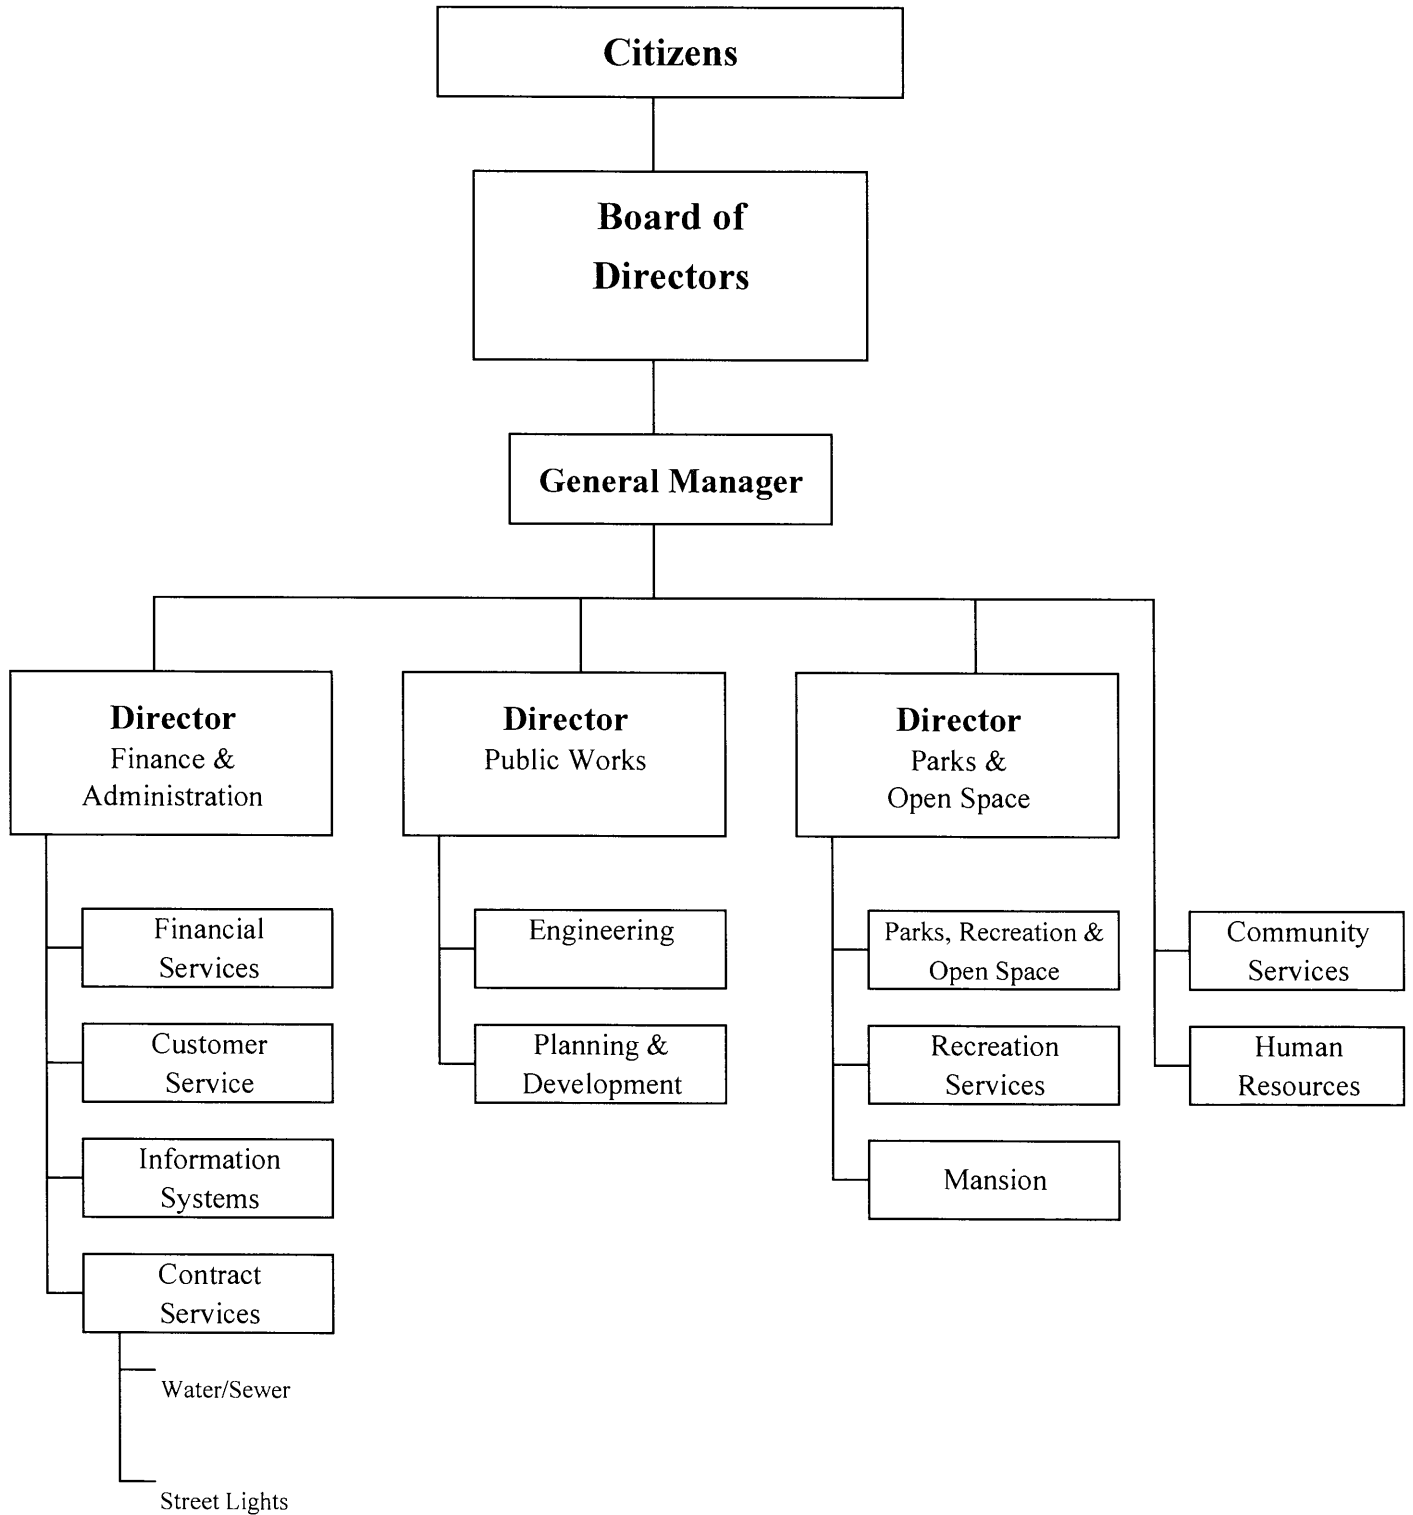 Citizens
Board of
Directors
General Manager
Director
Finance &
Administration
Director
Public Works
Director
Parks &
Open Space
Financial
Services
Customer
Service
Information
Systems
Contract
Services
Water/Sewer
Street Lights
Engineering
Planning &
Development
Parks, Recreation &
Open Space
Recreation
Services
Mansion
Community
Services
Human
Resources